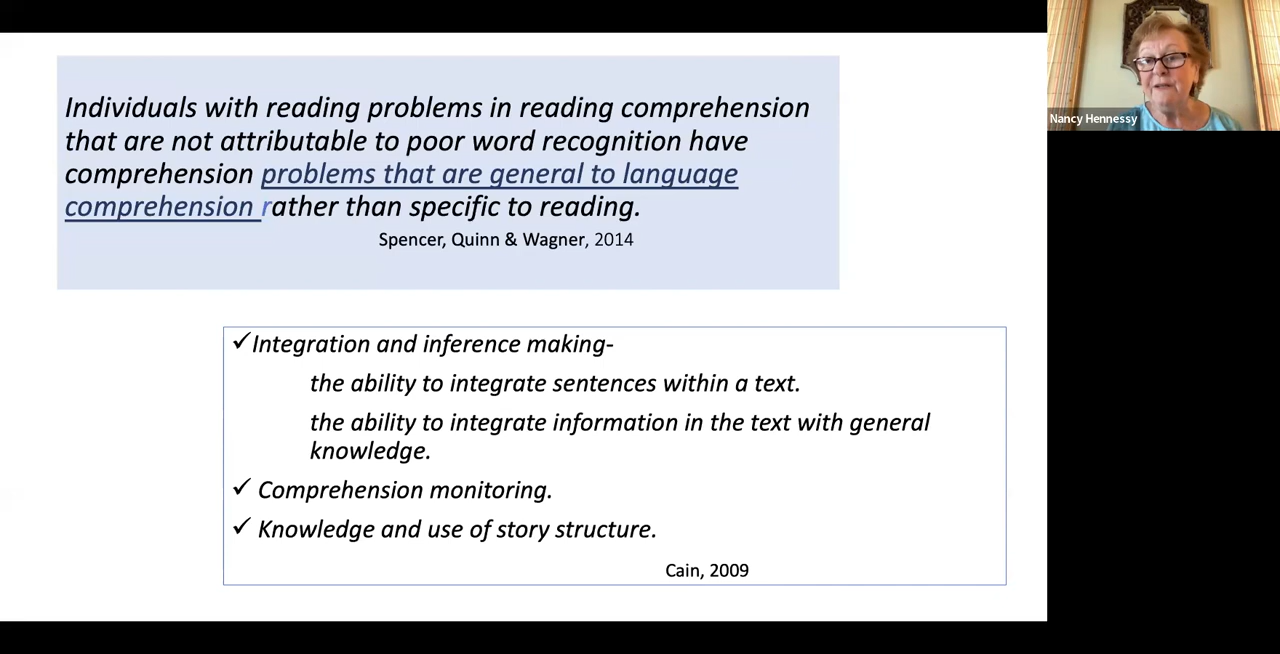 Individuals with reading problems in reading comprehension
that are not attributable to poor word recognition have
comprehension problems that are general to language
comprehension rather than specific to reading.
Spencer, Quinn & Wagner, 2014
✓Integration and inference making-
the ability to integrate sentences within a text.
the ability to integrate information in the text with general
knowledge.
✓ Comprehension monitoring.
✓ Knowledge and use of story structure.
Cain, 2009
Nancy Hennessy